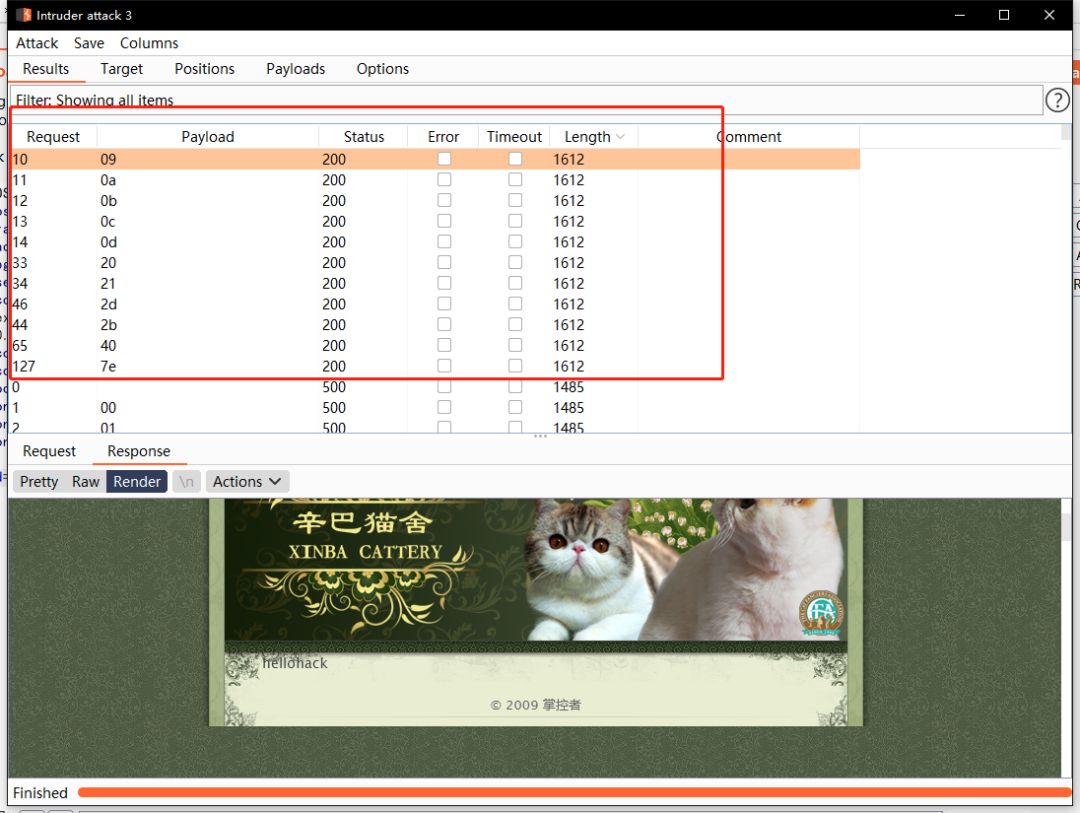 Intruder attack 3
Attack Save Columns
Results Target Positions Payloads Options
Filter: Showing all items
?
Request Payload Status Error Timeout Length Comment
10 09 200 1612
11 0a 200 1612
12 0b 200 1612
13 0c 200 1612
14 0d 200 1612
33 20 200 1612
34 21 200 1612
46 2d 200 1612
44 2b 200 1612
65 40 200 1612
127 7e 200 1612
0 500 1485
1 00 500 1485
2 01 500 1485
Request Response
Pretty Raw Render \n Actions
辛巴猫舍
XINBA CATTERY
hellohack
© 2009 掌控者
Finished